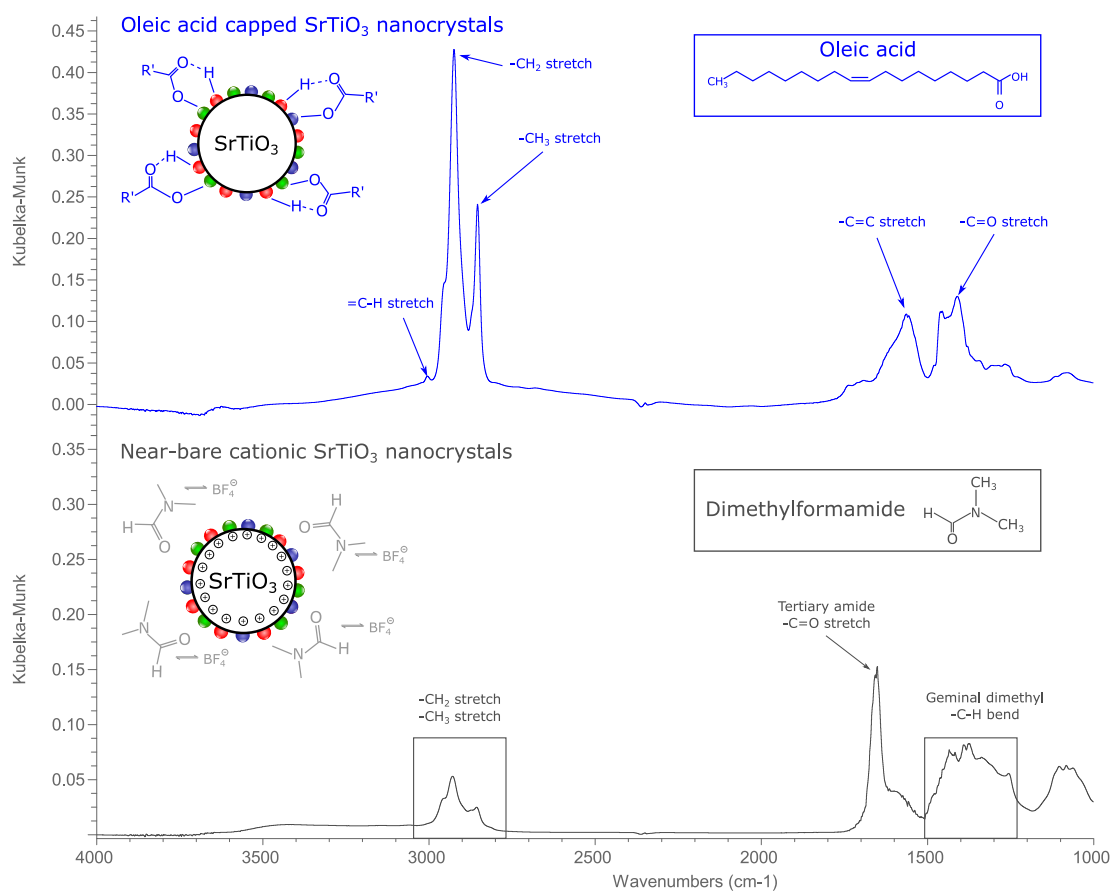 Oleic acid capped SrTiO₃ nanocrystals
Oleic acid
CH₃
OH
O
R'
O
H
O
H
O
O
R'
SrTiO₃
O
H
R'
O
O
R'
H
O
-CH₂ stretch
-CH₃ stretch
=C-H stretch
-C=C stretch
-C=O stretch
Kubelka-Munk
0.45
0.40
0.35
0.30
0.25
0.20
0.15
0.10
0.05
0.00
Near-bare cationic SrTiO₃ nanocrystals
Dimethylformamide
CH₃
H
N
CH₃
O
N
⇌ BF₄⊖
H
O
H
O
N
⇌ BF₄⊖
SrTiO₃
N
O
H
⇌ BF₄⊖
O
N
H
⇌ BF₄⊖
Tertiary amide
-C=O stretch
-CH₂ stretch
-CH₃ stretch
Geminal dimethyl
-C-H bend
Kubelka-Munk
0.35
0.30
0.25
0.20
0.15
0.10
0.05
4000
3500
3000
2500
2000
1500
1000
Wavenumbers (cm-1)